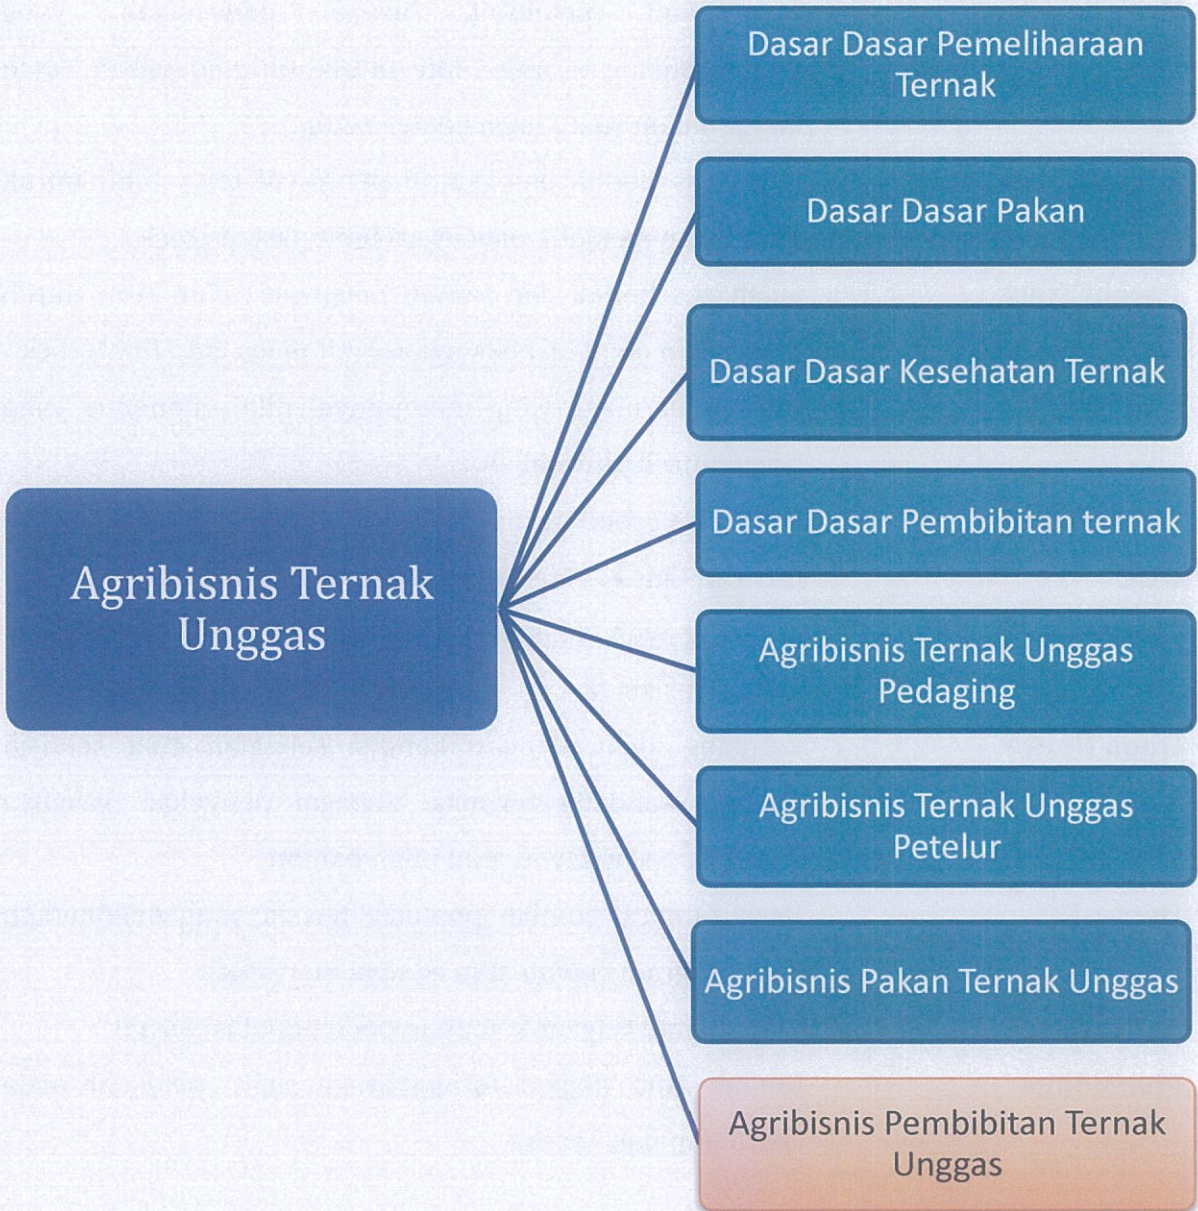 Dasar Dasar Pemeliharaan
Ternak
Dasar Dasar Pakan
Dasar Dasar Kesehatan Ternak
Dasar Dasar Pembibitan ternak
Agribisnis Ternak
Unggas
Agribisnis Ternak Unggas
Pedaging
Agribisnis Ternak Unggas
Petelur
Agribisnis Pakan Ternak Unggas
Agribisnis Pembibitan Ternak
Unggas